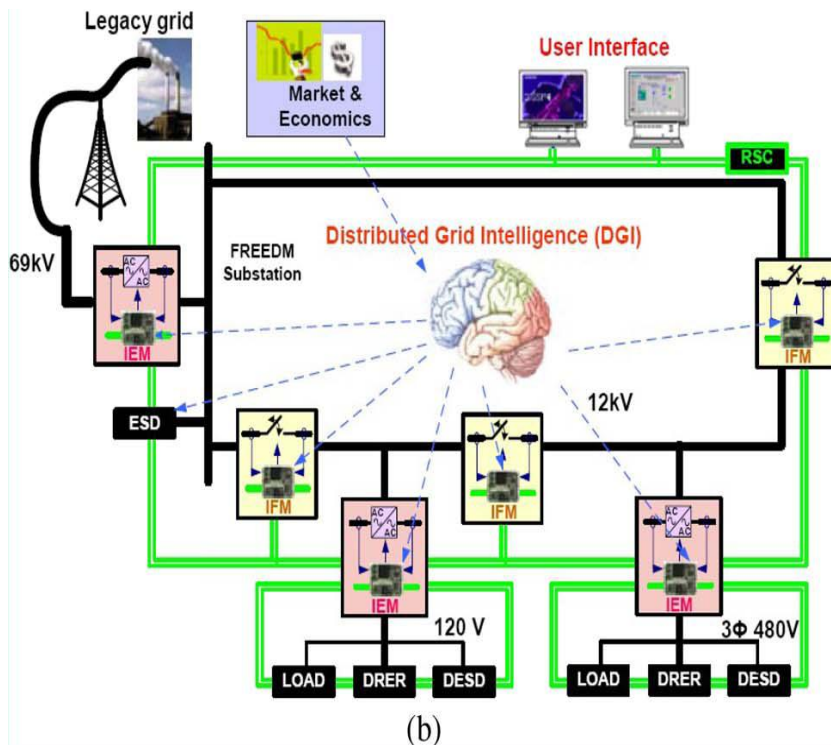 Legacy grid
Market &
Economics
User Interface
RSC
69kV
FREEDM
Substation
Distributed Grid Intelligence (DGI)
AC
AC
IEM
IFM
12kV
ESD
IFM
IFM
AC
AC
IEM
AC
AC
IEM
120 V
3Φ 480V
LOAD
DRER
DESD
LOAD
DRER
DESD
(b)